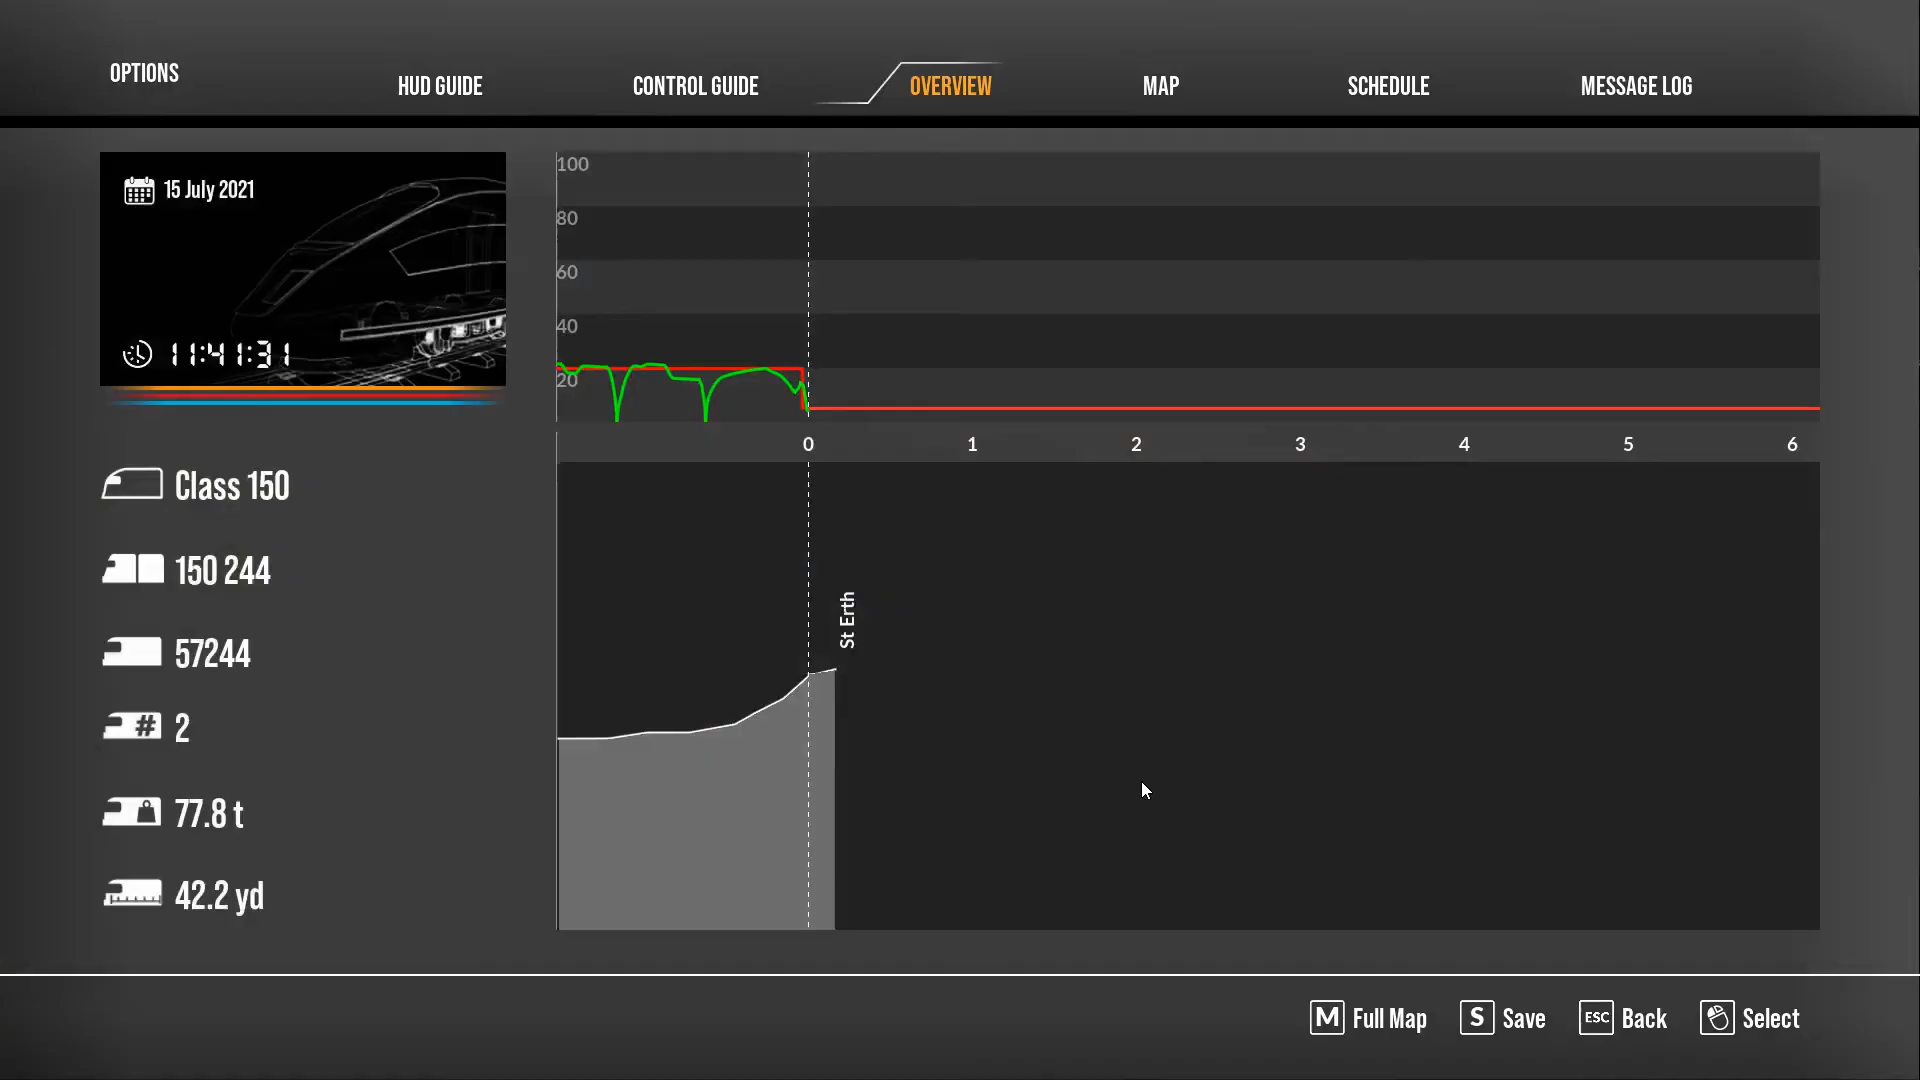 OPTIONS
HUD GUIDE
CONTROL GUIDE
OVERVIEW
MAP
SCHEDULE
MESSAGE LOG
15 July 2021
11:41:31
Class 150
150 244
57244
# 2
77.8 t
42.2 yd
100
80
60
40
20
0 1 2 3 4 5 6
St Erth
M Full Map
S Save
ESC Back
Select